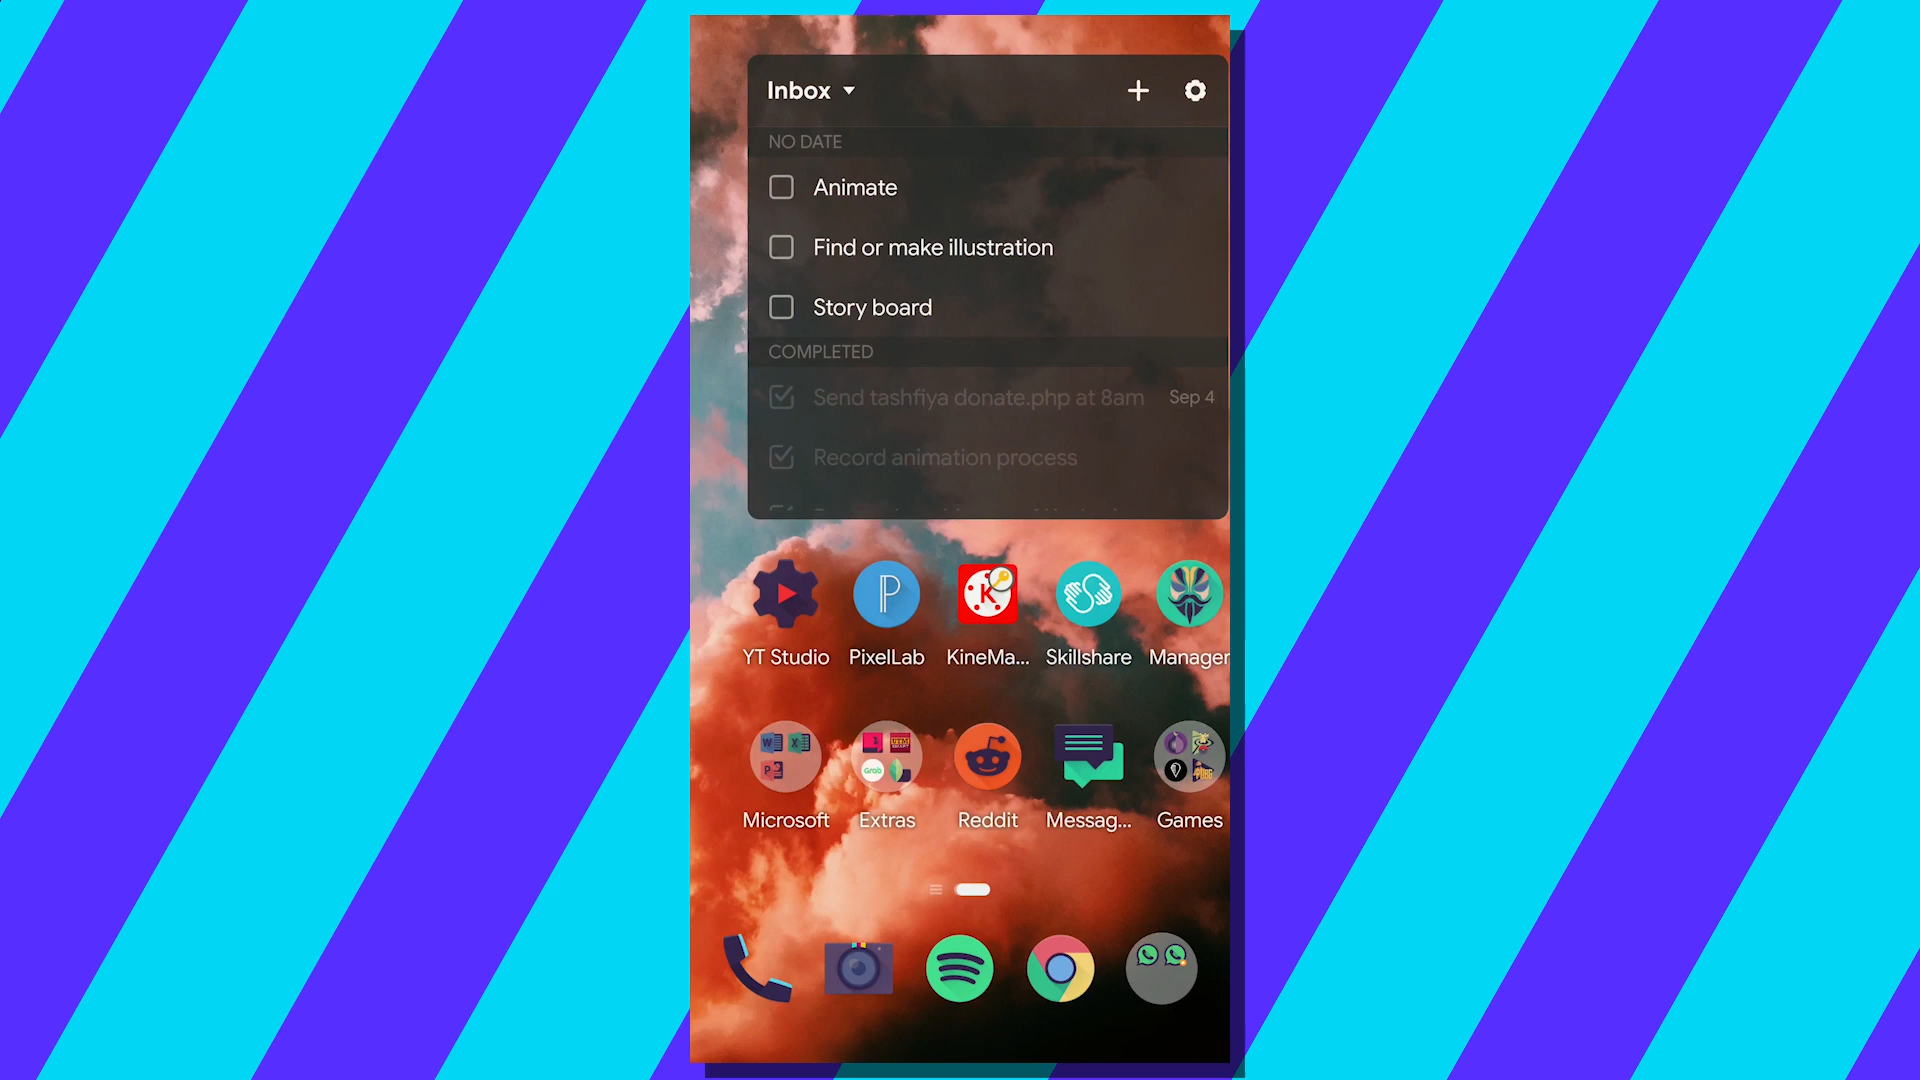 Inbox
NO DATE
Animate
Find or make illustration
Story board
COMPLETED
Send tashfiya donate.php at 8am Sep 4
Record animation process
YT Studio PixelLab KineMa... Skillshare Manager
Microsoft Extras Reddit Messag... Games